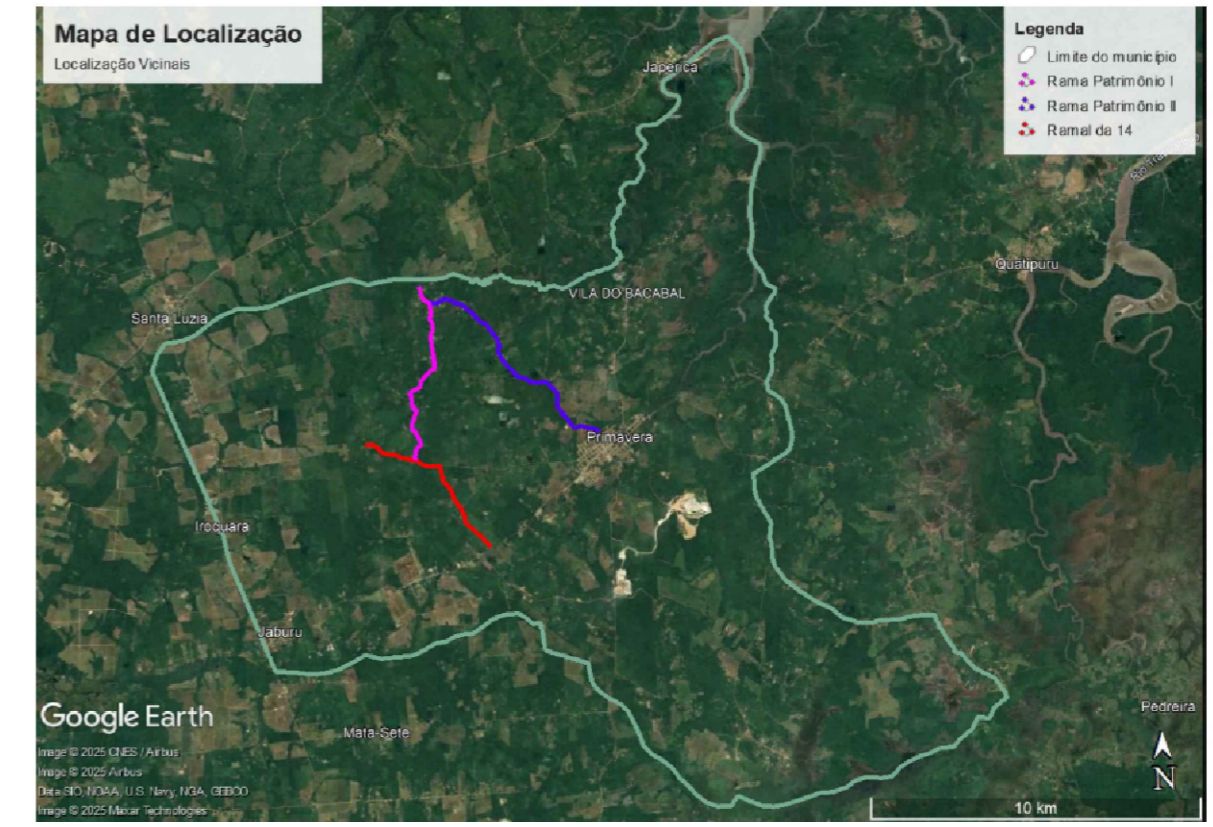 Mapa de Localização
Localização Vicinais
Legenda
Limite do município
Rama Patrimônio I
Rama Patrimônio II
Ramal da 14
Japerica
Quatipuru
VILA DO BACABAL
Santa Luzia
Primavera
Iroquara
Jaburu
Pedreira
Mata-Sete
Google Earth
Image © 2025 CNES / Airbus
Image © 2025 Airbus
Data SIO, NOAA, U.S. Navy, NGA, GEBCO
Image © 2025 Maxar Technologies
N
10 km